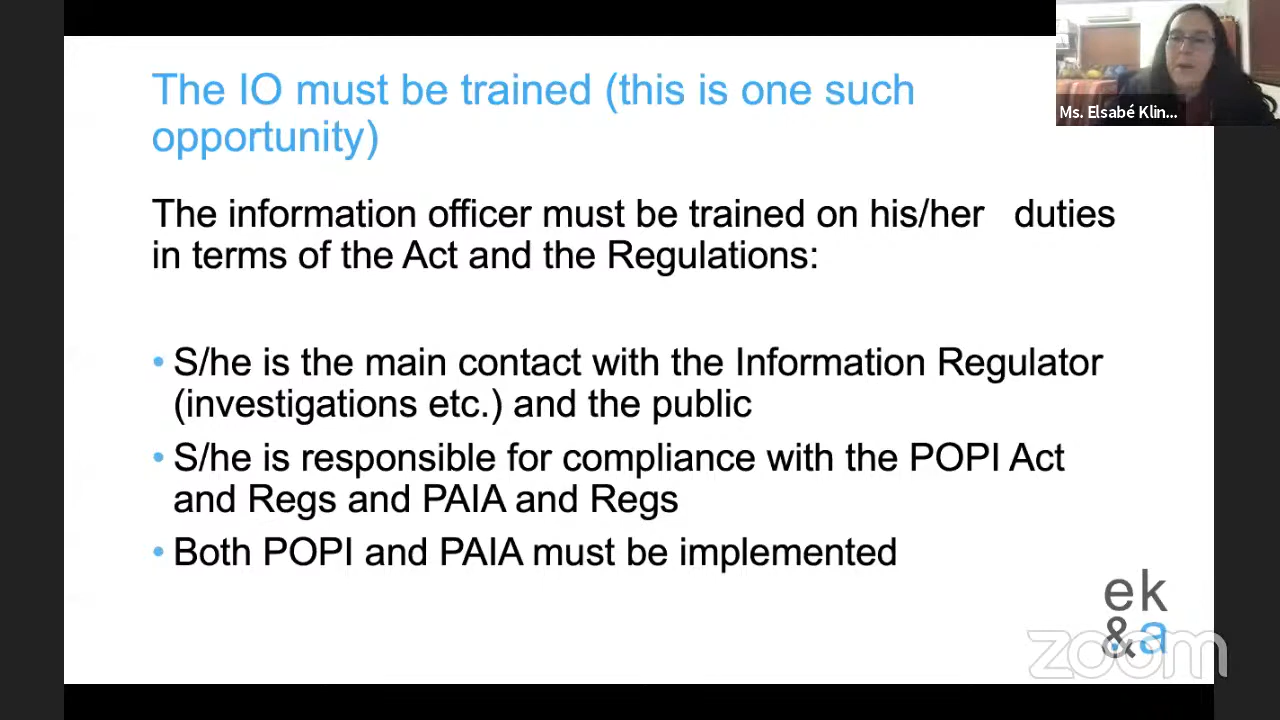 The IO must be trained (this is one such
opportunity)
Ms. Elsabé Klin...
The information officer must be trained on his/her duties
in terms of the Act and the Regulations:
• S/he is the main contact with the Information Regulator
(investigations etc.) and the public
• S/he is responsible for compliance with the POPI Act
and Regs and PAIA and Regs
• Both POPI and PAIA must be implemented
ek
&a
zoom